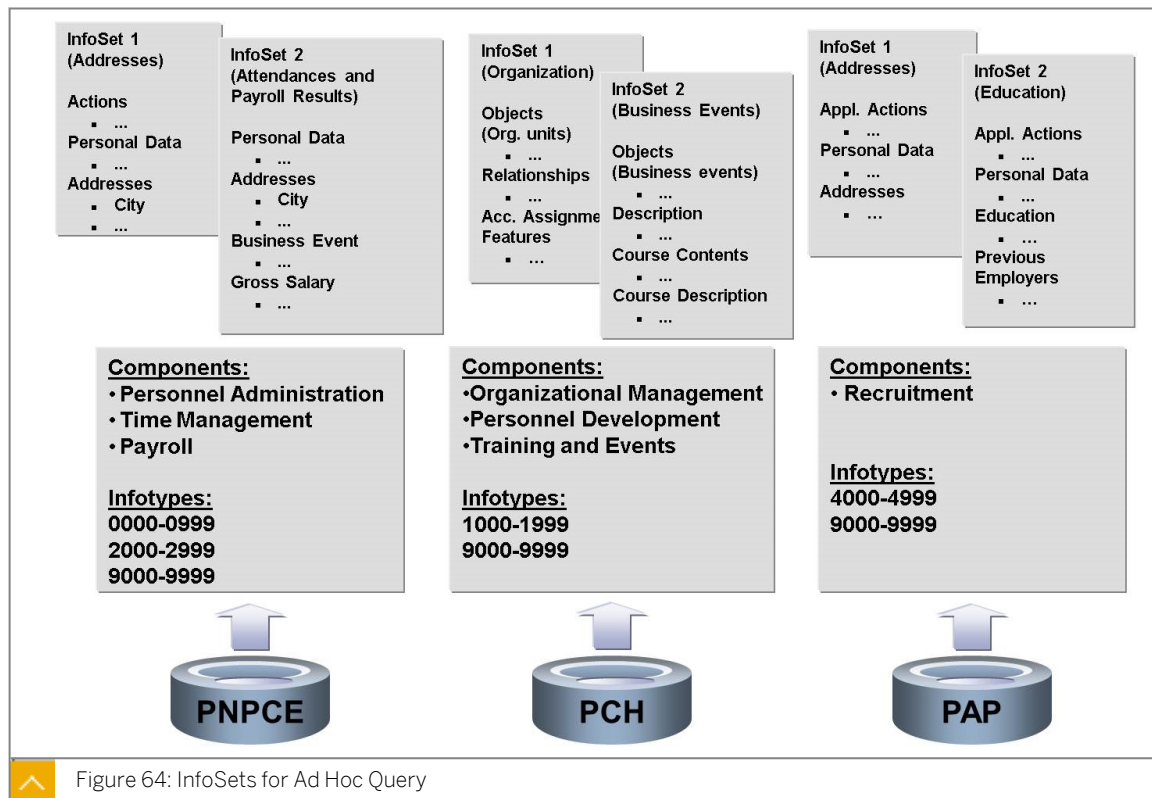 InfoSet 1
(Addresses)
Actions
▪ ...
Personal Data
▪ ...
Addresses
▪ City
▪ ...
InfoSet 2
(Attendances and
Payroll Results)
Personal Data
▪ ...
Addresses
▪ City
▪ ...
Business Event
▪ ...
Gross Salary
▪ ...
InfoSet 1
(Organization)
Objects
(Org. units)
▪ ...
Relationships
▪ ...
Acc. Assignme
Features
▪ ...
InfoSet 2
(Business Events)
Objects
(Business events)
▪ ...
Description
▪ ...
Course Contents
▪ ...
Course Description
▪ ...
InfoSet 1
(Addresses)
Appl. Actions
▪ ...
Personal Data
▪ ...
Addresses
▪ ...
InfoSet 2
(Education)
Appl. Actions
▪ ...
Personal Data
▪ ...
Education
▪ ...
Previous
Employers
▪ ...
Components:
• Personnel Administration
• Time Management
• Payroll
Infotypes:
0000-0999
2000-2999
9000-9999
Components:
•Organizational Management
•Personnel Development
•Training and Events
Infotypes:
1000-1999
9000-9999
Components:
• Recruitment
Infotypes:
4000-4999
9000-9999
PNPCE
PCH
PAP
Figure 64: InfoSets for Ad Hoc Query